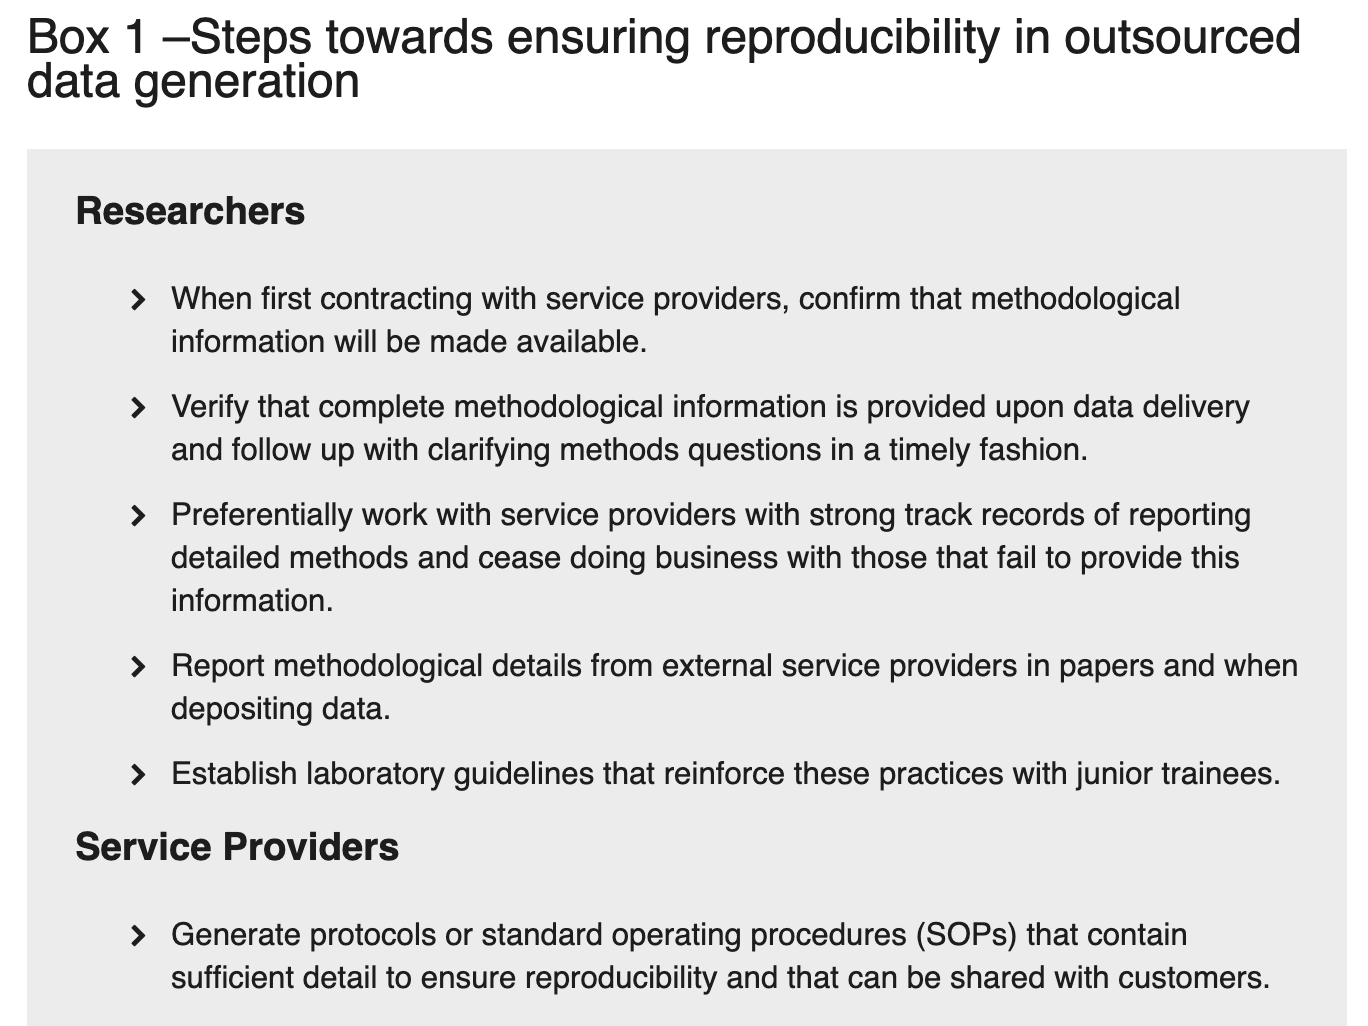 Box 1 –Steps towards ensuring reproducibility in outsourced
data generation
Researchers
When first contracting with service providers, confirm that methodological
information will be made available.
Verify that complete methodological information is provided upon data delivery
and follow up with clarifying methods questions in a timely fashion.
Preferentially work with service providers with strong track records of reporting
detailed methods and cease doing business with those that fail to provide this
information.
Report methodological details from external service providers in papers and when
depositing data.
Establish laboratory guidelines that reinforce these practices with junior trainees.
Service Providers
Generate protocols or standard operating procedures (SOPs) that contain
sufficient detail to ensure reproducibility and that can be shared with customers.